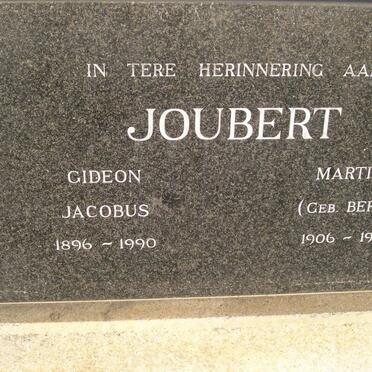 IN TERE HERINNERING
JOUBERT
GIDEON
JACOBUS
1896 ~ 1990
(GEB.
1906 ~